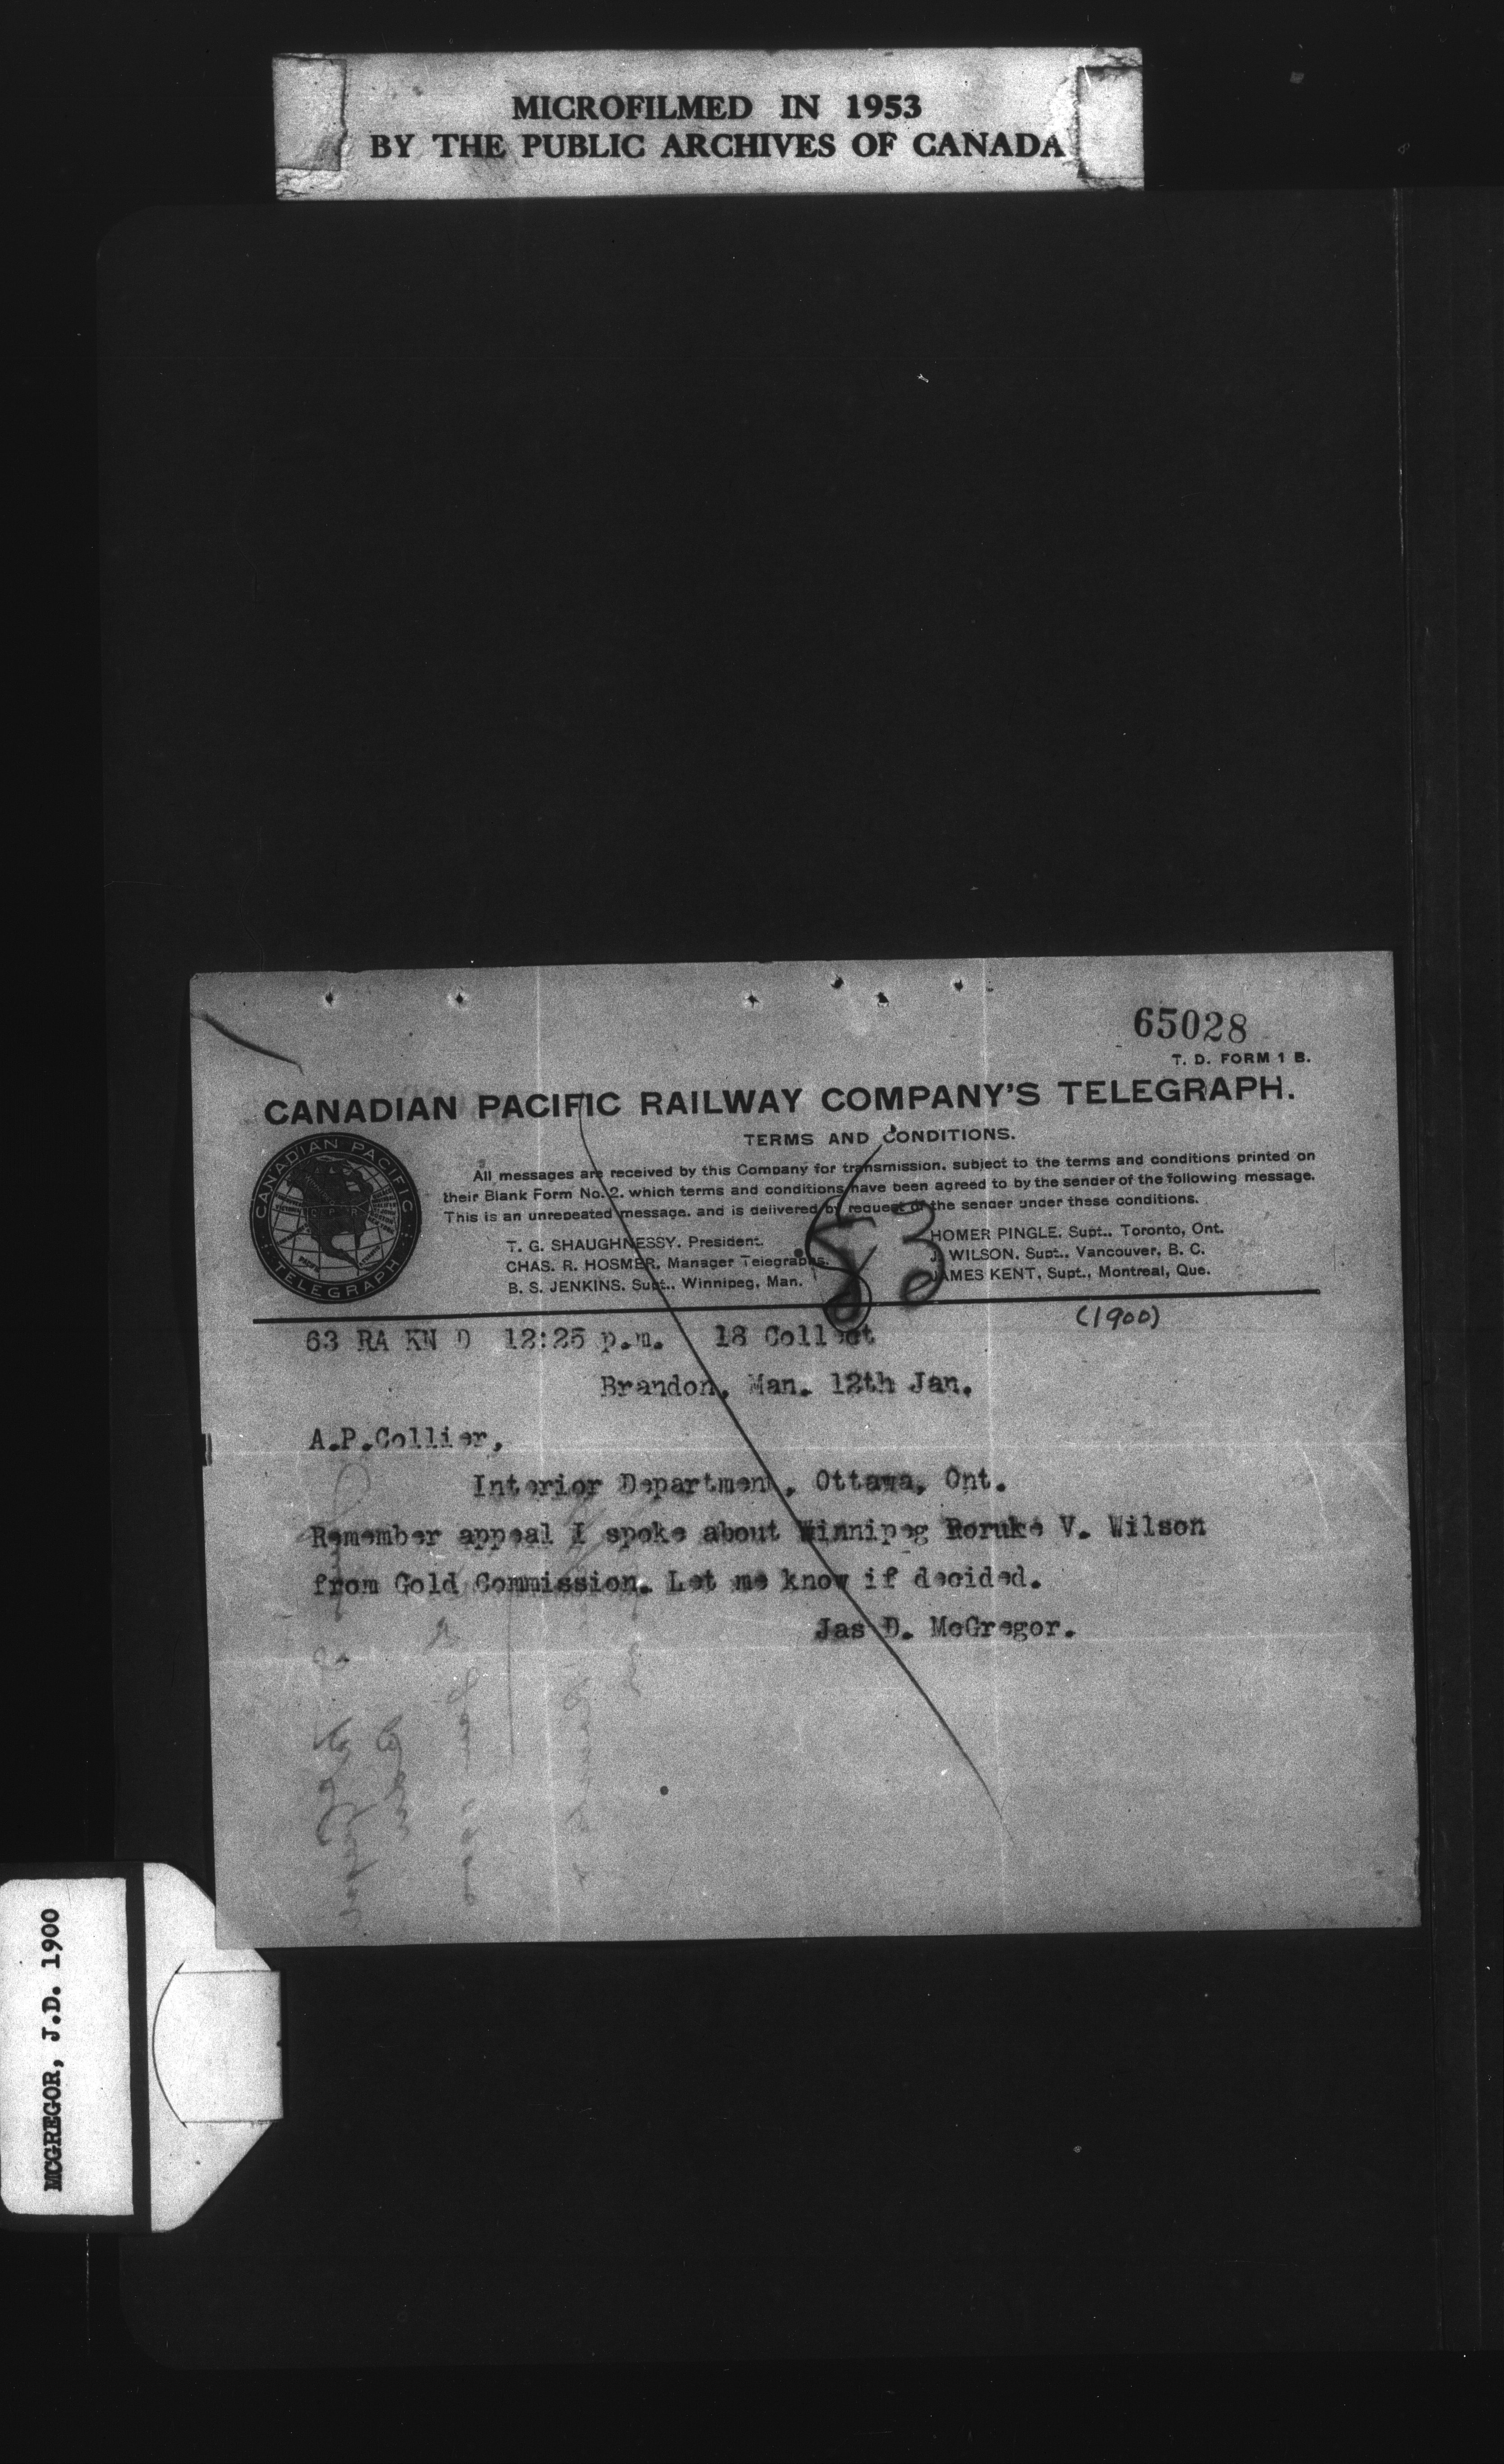 MICROFILMED IN 1953
BY THE PUBLIC ARCHIVES OF CANADA
65028
T. D. FORM 1 B.
CANADIAN PACIFIC RAILWAY COMPANY'S TELEGRAPH.
TERMS AND CONDITIONS.
All messages are received by this Company for transmission, subject to the terms and conditions printed on
their Blank Form No. 2, which terms and conditions have been agreed to by the sender of the following message.
This is an unrepeated message, and is delivered by request of the sender under these conditions.
CANADIAN PACIFIC
TELEGRAPH
T. G. SHAUGHNESSY, President.
CHAS. R. HOSMER, Manager Telegraphs.
B. S. JENKINS, Supt., Winnipeg, Man.
HOMER PINGLE, Supt., Toronto, Ont.
J. WILSON, Supt., Vancouver, B. C.
JAMES KENT, Supt., Montreal, Que.
83
(1900)
63 RA KN D 12:25 p.m. 18 Collect
Brandon, Man. 12th Jan.
A.P.Collier,
Interior Department, Ottawa, Ont.
Remember appeal I spoke about Winnipeg Roruke V. Wilson
from Gold Commission. Let me know if decided.
Jas D. McGregor.
MCGREGOR, J.D. 1900